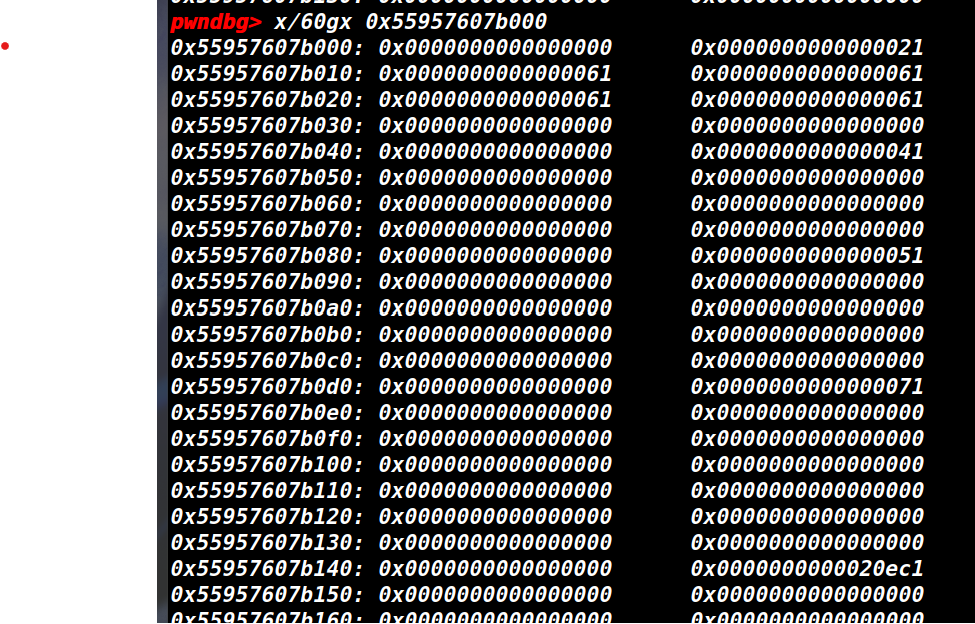 pwndbg> x/60gx 0x55957607b000
0x55957607b000: 0x0000000000000000 0x0000000000000021
0x55957607b010: 0x0000000000000061 0x0000000000000061
0x55957607b020: 0x0000000000000061 0x0000000000000061
0x55957607b030: 0x0000000000000000 0x0000000000000000
0x55957607b040: 0x0000000000000000 0x0000000000000041
0x55957607b050: 0x0000000000000000 0x0000000000000000
0x55957607b060: 0x0000000000000000 0x0000000000000000
0x55957607b070: 0x0000000000000000 0x0000000000000000
0x55957607b080: 0x0000000000000000 0x0000000000000051
0x55957607b090: 0x0000000000000000 0x0000000000000000
0x55957607b0a0: 0x0000000000000000 0x0000000000000000
0x55957607b0b0: 0x0000000000000000 0x0000000000000000
0x55957607b0c0: 0x0000000000000000 0x0000000000000000
0x55957607b0d0: 0x0000000000000000 0x0000000000000071
0x55957607b0e0: 0x0000000000000000 0x0000000000000000
0x55957607b0f0: 0x0000000000000000 0x0000000000000000
0x55957607b100: 0x0000000000000000 0x0000000000000000
0x55957607b110: 0x0000000000000000 0x0000000000000000
0x55957607b120: 0x0000000000000000 0x0000000000000000
0x55957607b130: 0x0000000000000000 0x0000000000000000
0x55957607b140: 0x0000000000000000 0x0000000000020ec1
0x55957607b150: 0x0000000000000000 0x0000000000000000
0x55957607b160: 0x0000000000000000 0x0000000000000000